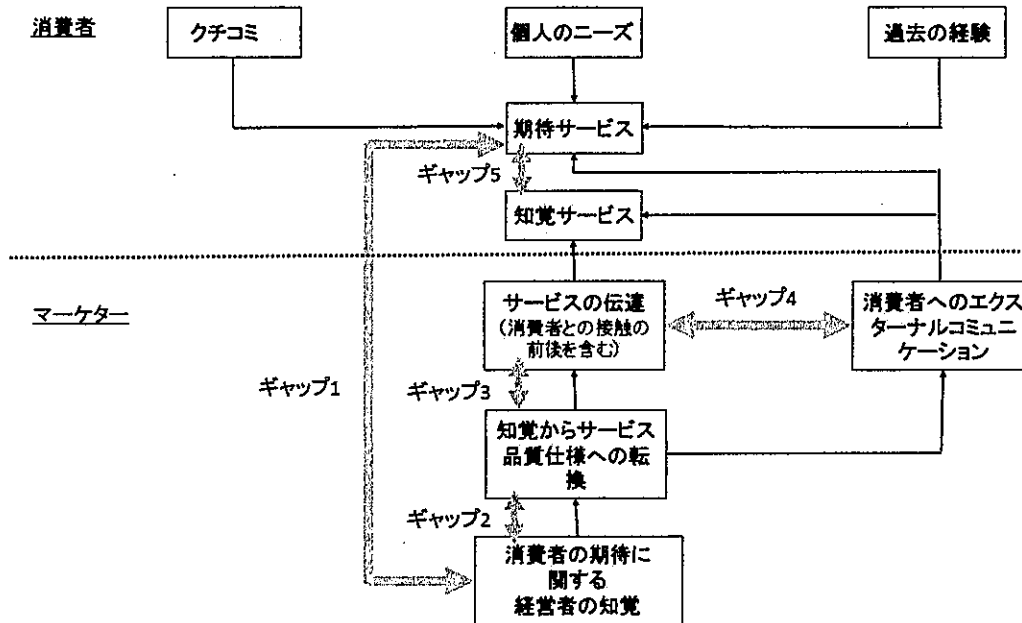 消費者
クチコミ
個人のニーズ
過去の経験
期待サービス
ギャップ5
知覚サービス
マーケター
サービスの伝達
(消費者との接触の
前後を含む)
ギャップ4
消費者へのエクス
ターナルコミュニ
ケーション
ギャップ1
ギャップ3
知覚からサービス
品質仕様への転
換
ギャップ2
消費者の期待に
関する
経営者の知覚